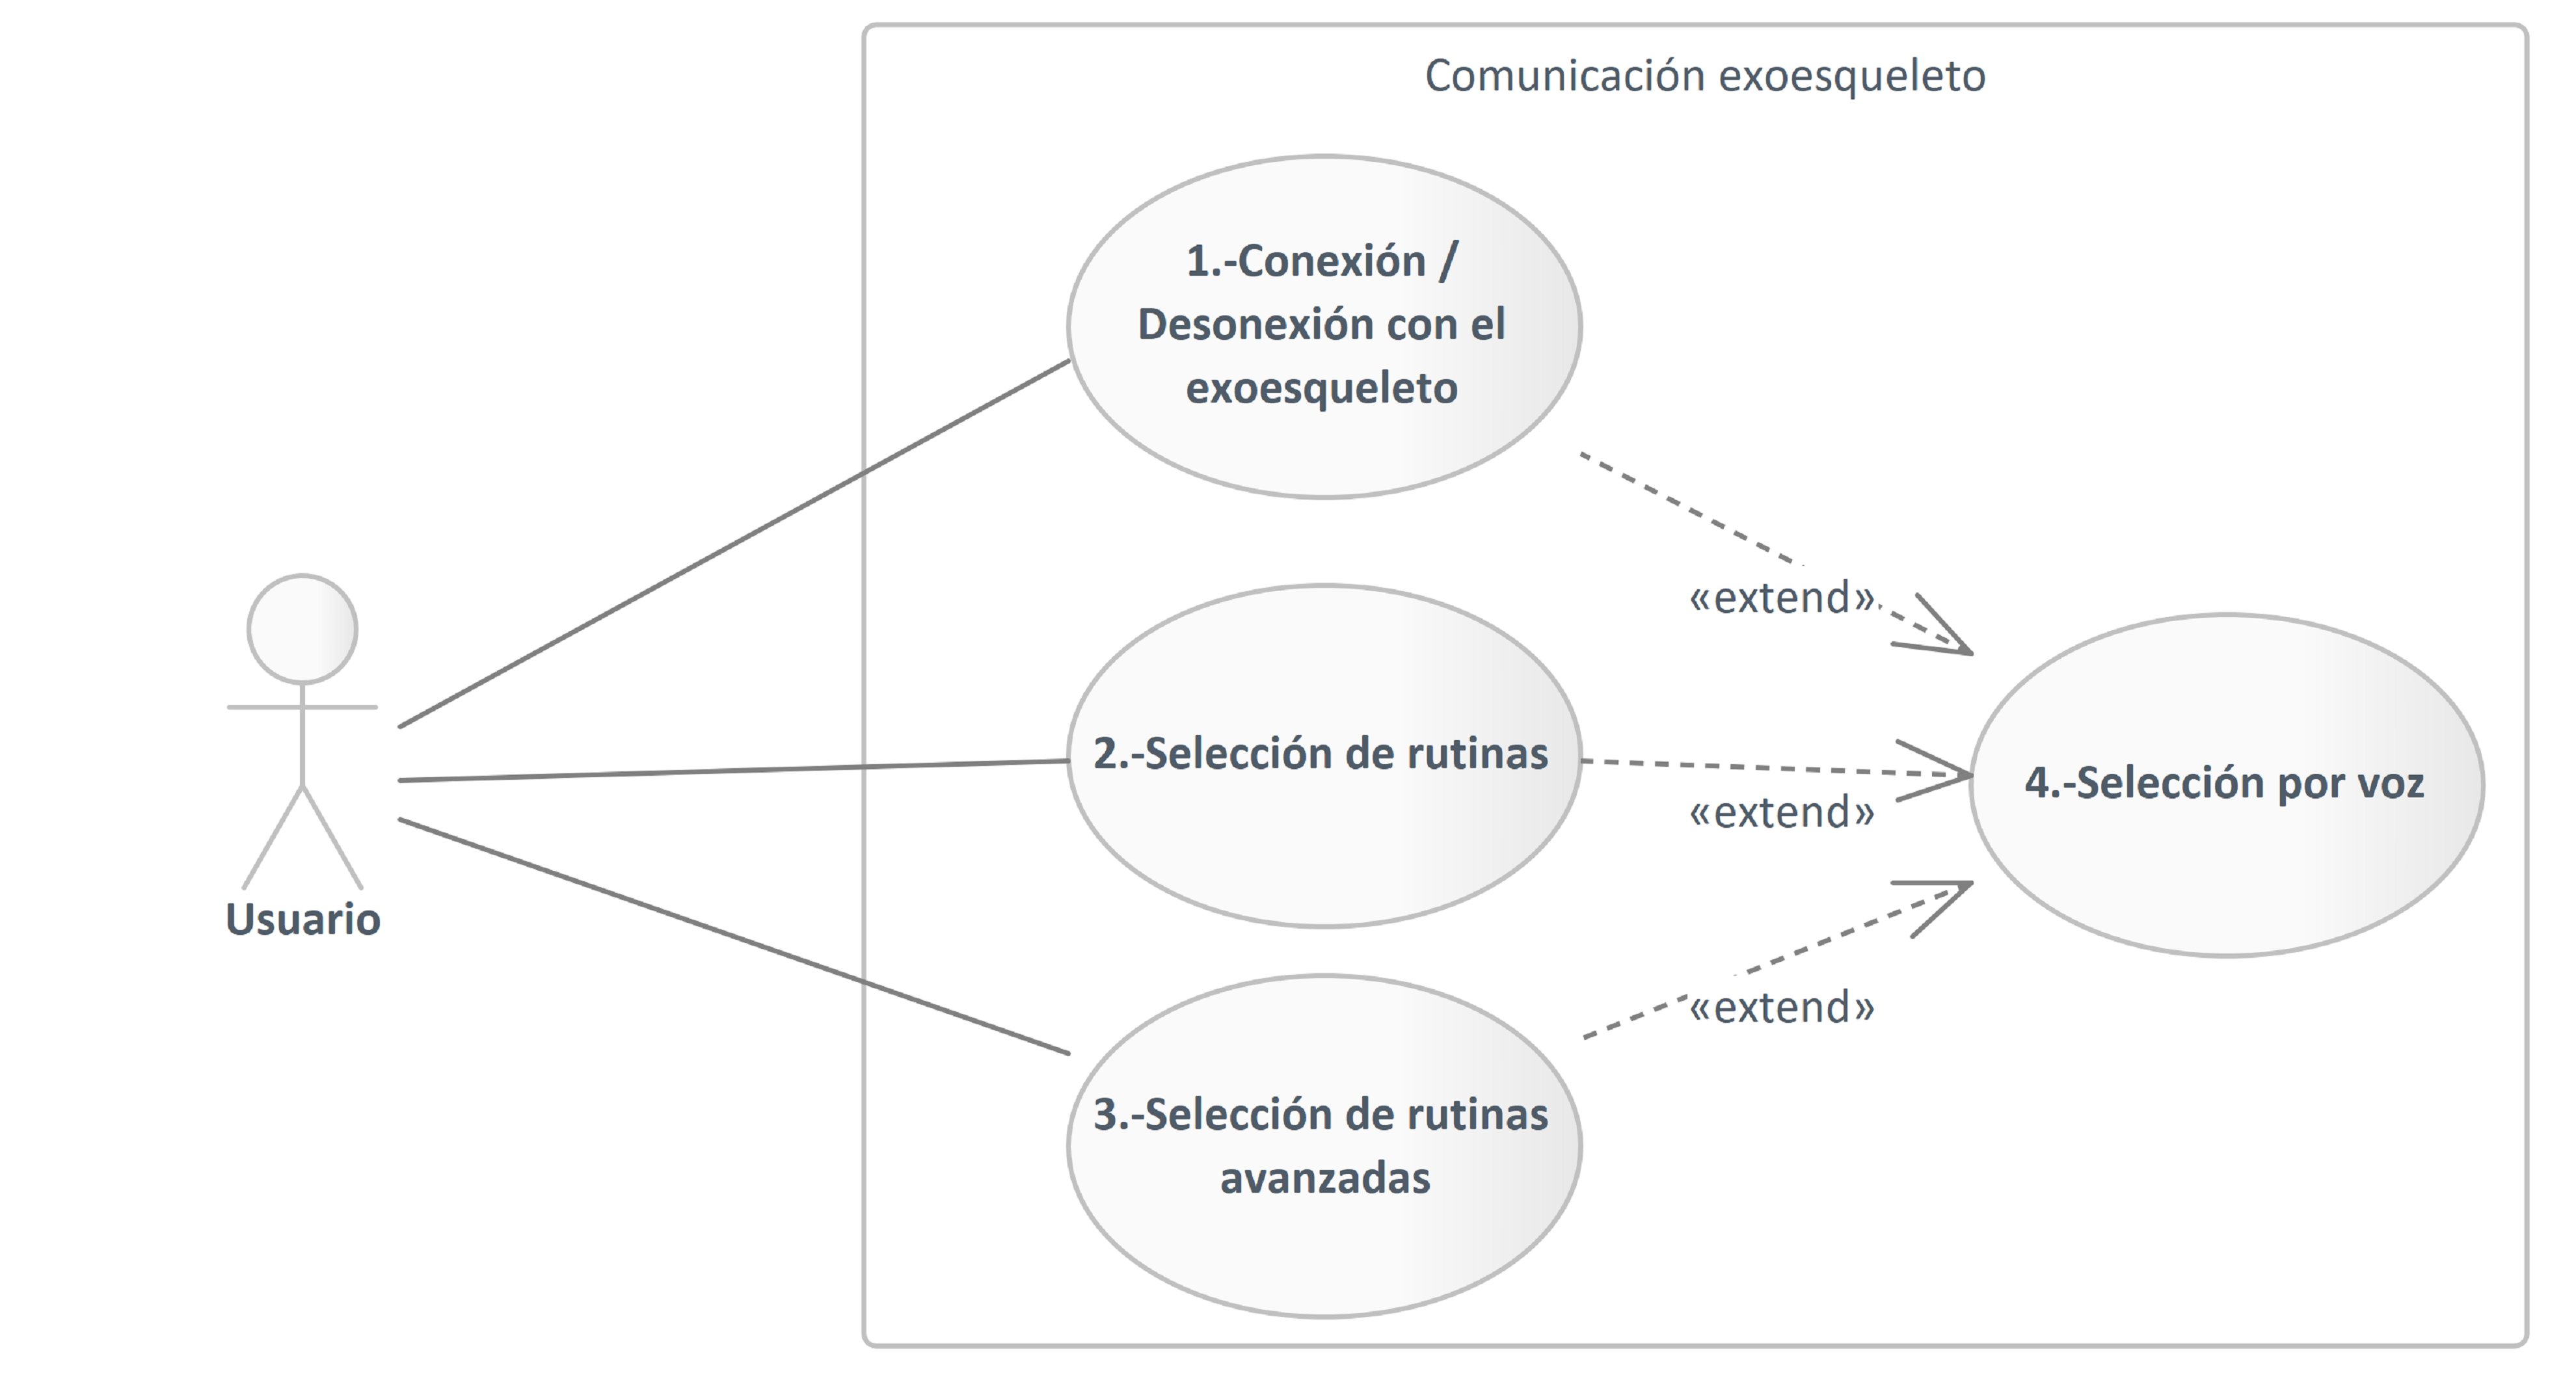 Comunicación exoesqueleto
1.-Conexión /
Desonexión con el
exoesqueleto
«extend»
2.-Selección de rutinas
«extend»
4.-Selección por voz
Usuario
«extend»
3.-Selección de rutinas
avanzadas